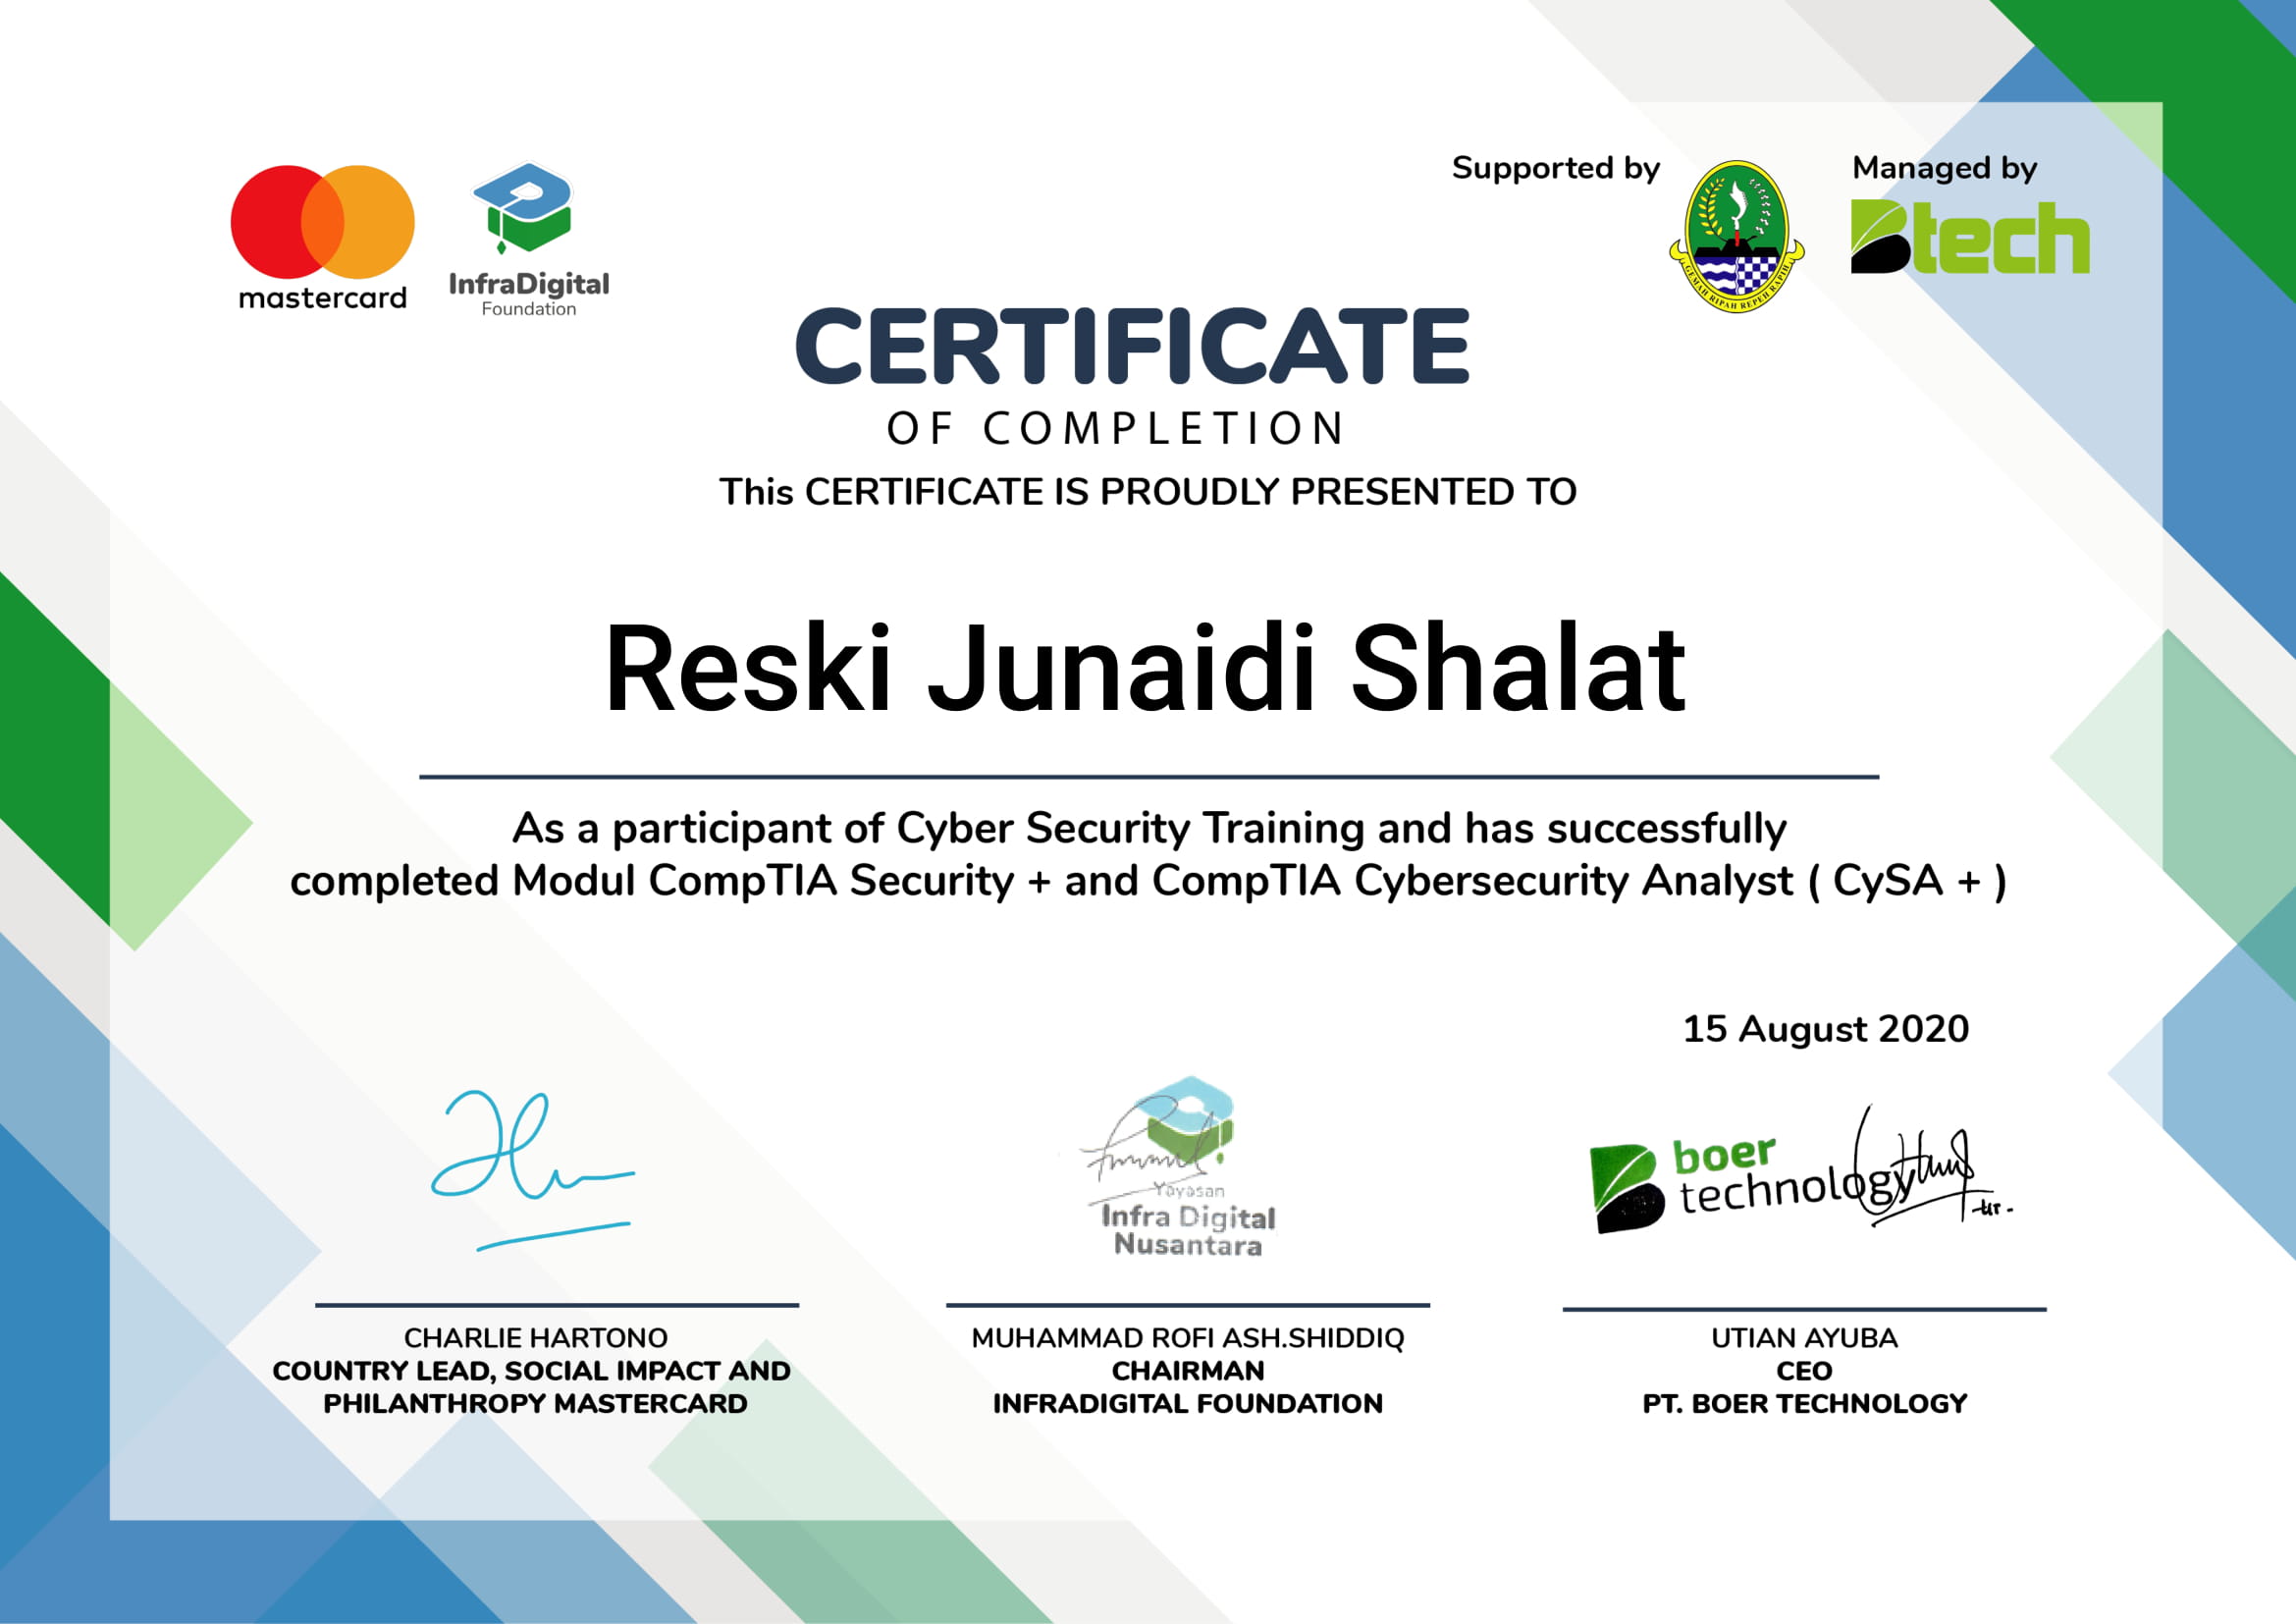 mastercard
InfraDigital
Foundation
Supported by
GEMAH RIPAH REPEH RAPIH
Managed by
Btech
CERTIFICATE
OF COMPLETION
This CERTIFICATE IS PROUDLY PRESENTED TO
Reski Junaidi Shalat
As a participant of Cyber Security Training and has successfully
completed Modul CompTIA Security + and CompTIA Cybersecurity Analyst ( CySA + )
15 August 2020
Yayasan
Infra Digital
Nusantara
boer
technology
CHARLIE HARTONO
COUNTRY LEAD, SOCIAL IMPACT AND
PHILANTHROPY MASTERCARD
MUHAMMAD ROFI ASH.SHIDDIQ
CHAIRMAN
INFRADIGITAL FOUNDATION
UTIAN AYUBA
CEO
PT. BOER TECHNOLOGY